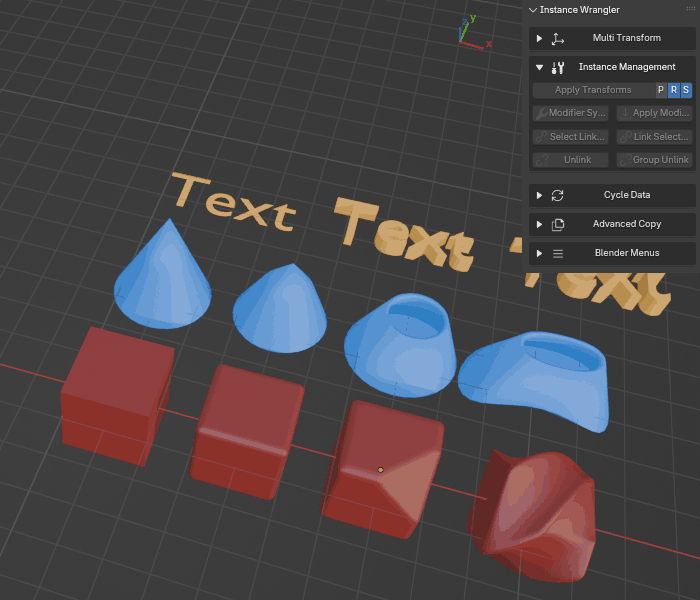 Instance Wrangler
Multi Transform
Instance Management
Apply Transforms P R S
Modifier Sy... Apply Modi...
Select Link... Link Select...
Unlink Group Unlink
Cycle Data
Advanced Copy
Blender Menus
y
x
Text Text Text